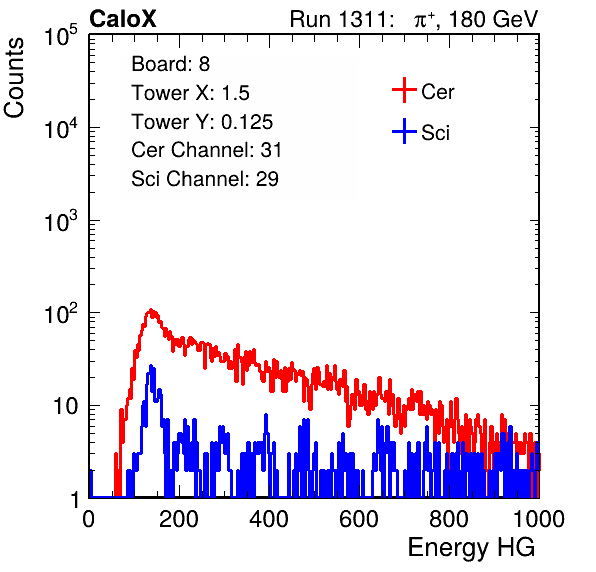 CaloX Run 1311: π⁺, 180 GeV
Counts
Board: 8
Tower X: 1.5
Tower Y: 0.125
Cer Channel: 31
Sci Channel: 29
Cer
Sci
10⁵
10⁴
10³
10²
10
1
0 200 400 600 800 1000
Energy HG